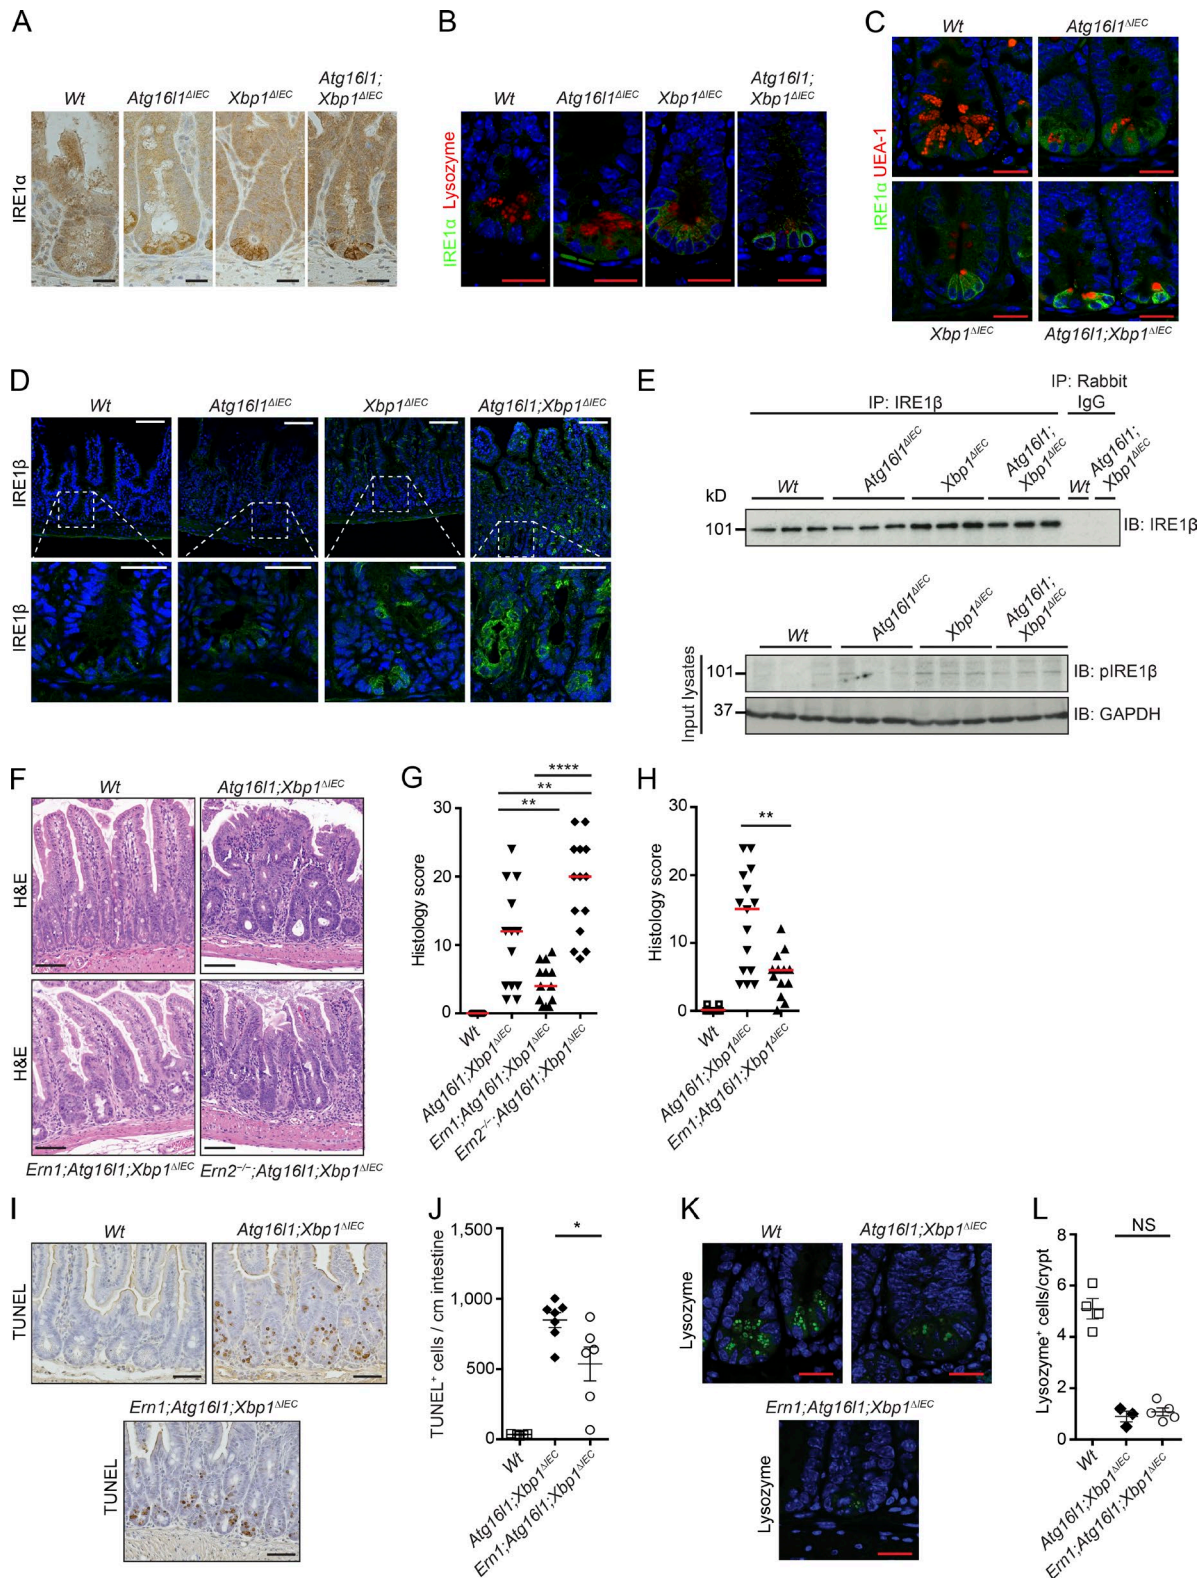 A
Wt
Atg16l1ΔIEC
Xbp1ΔIEC
Atg16l1;
Xbp1ΔIEC
IRE1α
B
Wt
Atg16l1ΔIEC
Xbp1ΔIEC
Atg16l1;
Xbp1ΔIEC
IRE1α Lysozyme
C
Wt
Atg16l1ΔIEC
IRE1α UEA-1
Xbp1ΔIEC
Atg16l1;Xbp1ΔIEC
D
Wt
Atg16l1ΔIEC
Xbp1ΔIEC
Atg16l1;Xbp1ΔIEC
IRE1β
IRE1β
E
IP: IRE1β
IP: Rabbit
IgG
kD
Wt
Atg16l1ΔIEC
Xbp1ΔIEC
Atg16l1;
Xbp1ΔIEC
Wt
Atg16l1;
Xbp1ΔIEC
101
IB: IRE1β
Wt
Atg16l1ΔIEC
Xbp1ΔIEC
Atg16l1;
Xbp1ΔIEC
Input lysates
101
IB: pIRE1β
37
IB: GAPDH
F
Wt
Atg16l1;Xbp1ΔIEC
H&E
H&E
Ern1;Atg16l1;Xbp1ΔIEC
Ern2–/–;Atg16l1;Xbp1ΔIEC
G
****
**
**
Histology score
30
20
10
0
Wt
Atg16l1;Xbp1ΔIEC
Ern1;Atg16l1;Xbp1ΔIEC
Ern2–/–;Atg16l1;Xbp1ΔIEC
H
**
Histology score
30
20
10
0
Wt
Atg16l1;Xbp1ΔIEC
Ern1;Atg16l1;Xbp1ΔIEC
I
Wt
Atg16l1;Xbp1ΔIEC
TUNEL
Ern1;Atg16l1;Xbp1ΔIEC
TUNEL
J
*
TUNEL+ cells / cm intestine
1,500
1,000
500
0
Wt
Atg16l1;Xbp1ΔIEC
Ern1;Atg16l1;Xbp1ΔIEC
K
Wt
Atg16l1;Xbp1ΔIEC
Lysozyme
Ern1;Atg16l1;Xbp1ΔIEC
Lysozyme
L
NS
Lysozyme+ cells/crypt
8
6
4
2
0
Wt
Atg16l1;Xbp1ΔIEC
Ern1;Atg16l1;Xbp1ΔIEC